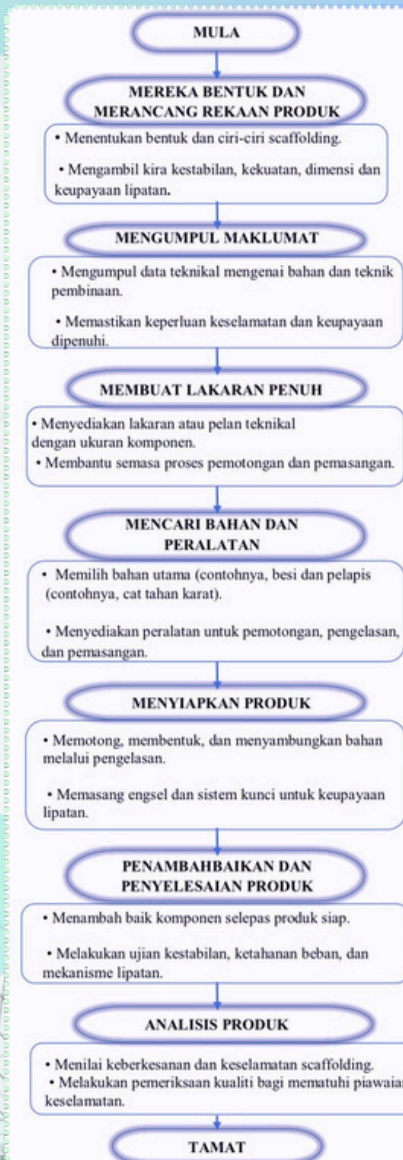 MULA
MEREKA BENTUK DAN
MERANCANG REKAAN PRODUK
• Menentukan bentuk dan ciri-ciri scaffolding.
• Mengambil kira kestabilan, kekuatan, dimensi dan
keupayaan lipatan.
MENGUMPUL MAKLUMAT
• Mengumpul data teknikal mengenai bahan dan teknik
pembinaan.
• Memastikan keperluan keselamatan dan keupayaan
dipenuhi.
MEMBUAT LAKARAN PENUH
• Menyediakan lakaran atau pelan teknikal
dengan ukuran komponen.
• Membantu semasa proses pemotongan dan pemasangan.
MENCARI BAHAN DAN
PERALATAN
• Memilih bahan utama (contohnya, besi dan pelapis
(contohnya, cat tahan karat).
• Menyediakan peralatan untuk pemotongan, pengelasan,
dan pemasangan.
MENYIAPKAN PRODUK
• Memotong, membentuk, dan menyambungkan bahan
melalui pengelasan.
• Memasang engsel dan sistem kunci untuk keupayaan
lipatan.
PENAMBAHBAIKAN DAN
PENYELESAIAN PRODUK
• Menambah baik komponen selepas produk siap.
• Melakukan ujian kestabilan, ketahanan beban, dan
mekanisme lipatan.
ANALISIS PRODUK
• Menilai keberkesanan dan keselamatan scaffolding.
• Melakukan pemeriksaan kualiti bagi mematuhi piawaian
keselamatan.
TAMAT